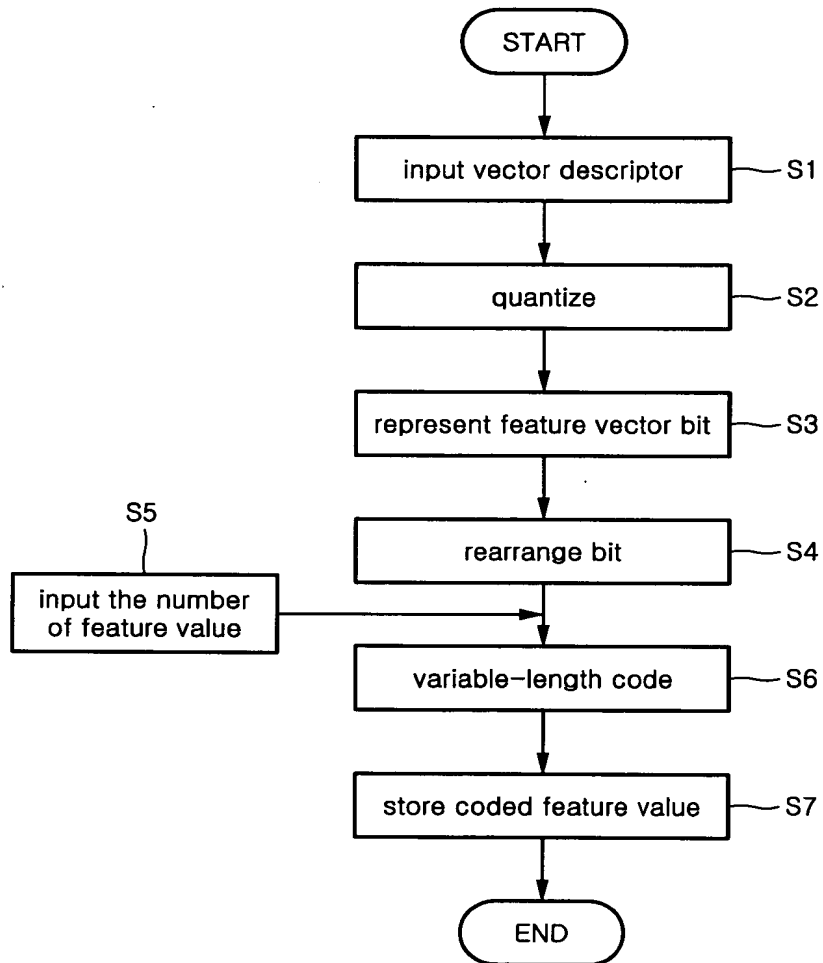 START
input vector descriptor
S1
quantize
S2
represent feature vector bit
S3
rearrange bit
S4
S5
input the number
of feature value
variable-length code
S6
store coded feature value
S7
END